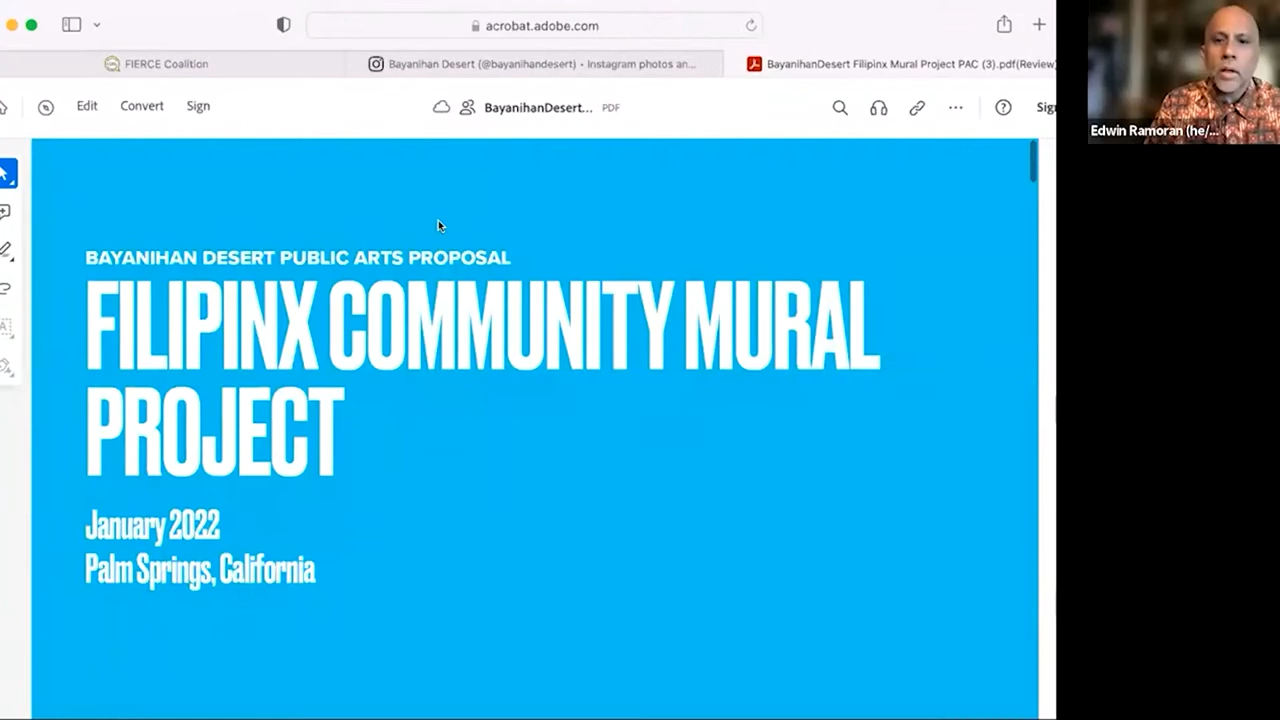 acrobat.adobe.com
FIERCE Coalition
Bayanihan Desert (@bayanihandesert) • Instagram photos an...
BayanihanDesert Filipinx Mural Project PAC (3).pdf(Review)
Edit
Convert
Sign
BayanihanDesert...
PDF
Sig
Edwin Ramoran (he/...
BAYANIHAN DESERT PUBLIC ARTS PROPOSAL
FILIPINX COMMUNITY MURAL
PROJECT
January 2022
Palm Springs, California